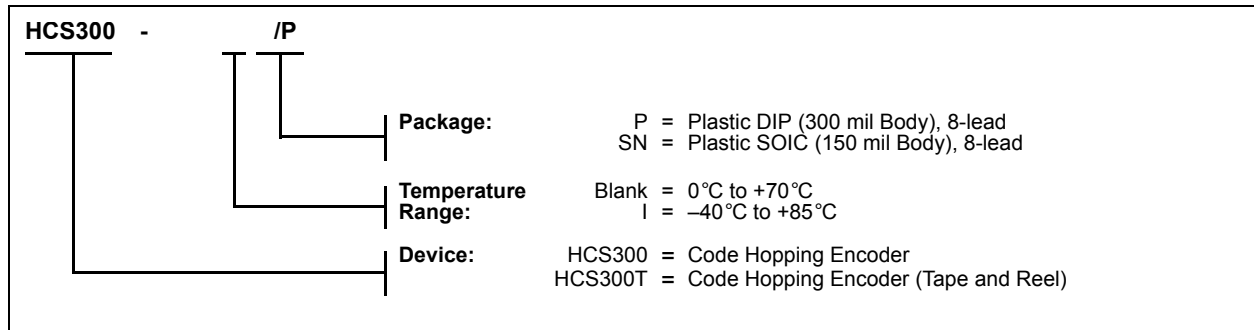 HCS300 - /P
Package: P = Plastic DIP (300 mil Body), 8-lead
SN = Plastic SOIC (150 mil Body), 8-lead
Temperature Blank = 0°C to +70°C
Range: I = –40°C to +85°C
Device: HCS300 = Code Hopping Encoder
HCS300T = Code Hopping Encoder (Tape and Reel)